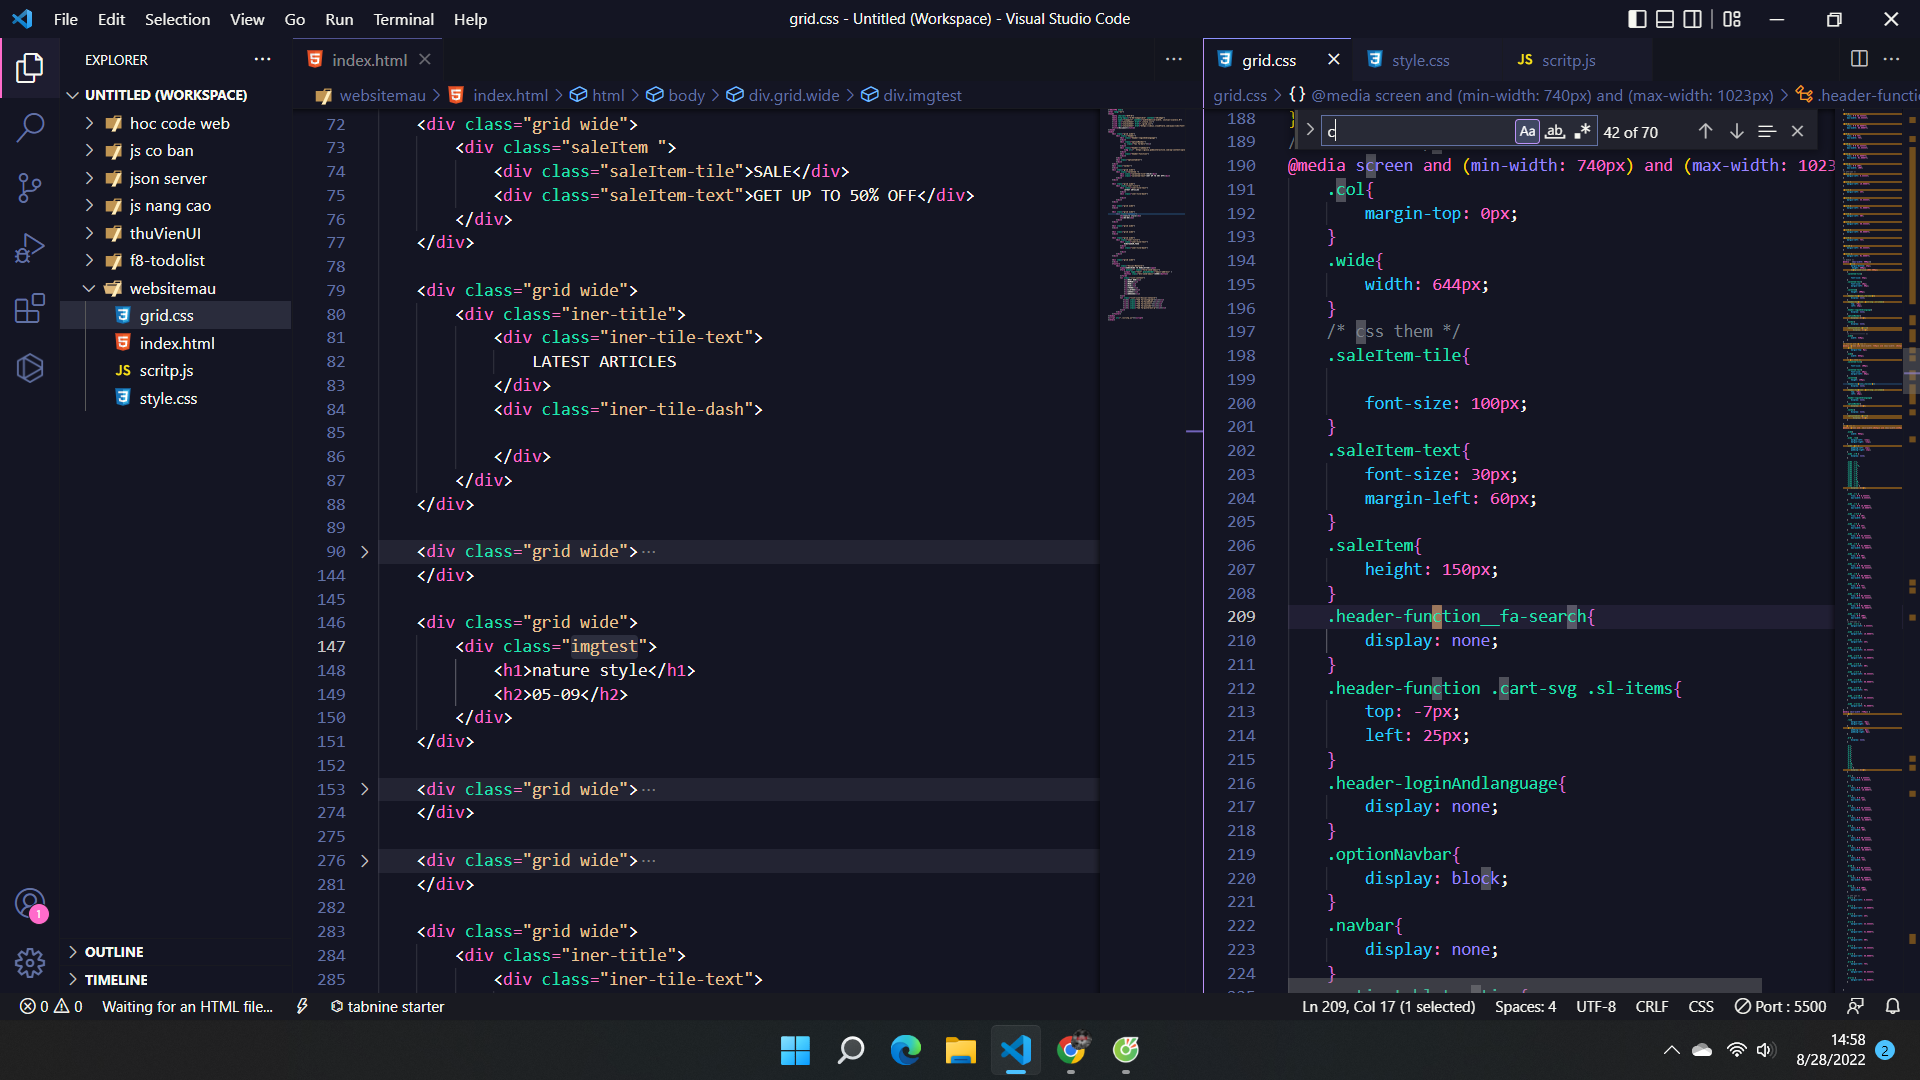 File Edit Selection View Go Run Terminal Help
grid.css - Untitled (Workspace) - Visual Studio Code
EXPLORER
UNTITLED (WORKSPACE)
hoc code web
js co ban
json server
js nang cao
thuVienUI
f8-todolist
websitemau
grid.css
index.html
JS scritp.js
style.css
OUTLINE
TIMELINE
1
index.html
websitemau > index.html > html > body > div.grid.wide > div.imgtest
72 <div class="grid wide">
73 <div class="saleItem ">
74 <div class="saleItem-tile">SALE</div>
75 <div class="saleItem-text">GET UP TO 50% OFF</div>
76 </div>
77 </div>
78
79 <div class="grid wide">
80 <div class="iner-title">
81 <div class="iner-tile-text">
82 LATEST ARTICLES
83 </div>
84 <div class="iner-tile-dash">
85
86 </div>
87 </div>
88 </div>
89
90 <div class="grid wide">...
144 </div>
145
146 <div class="grid wide">
147 <div class="imgtest">
148 <h1>nature style</h1>
149 <h2>05-09</h2>
150 </div>
151 </div>
152
153 <div class="grid wide">...
274 </div>
275
276 <div class="grid wide">...
281 </div>
282
283 <div class="grid wide">
284 <div class="iner-title">
285 <div class="iner-tile-text">
grid.css style.css JS scritp.js
grid.css > {} @media screen and (min-width: 740px) and (max-width: 1023px) > .header-functi
c Aa ab 42 of 70
188 }
189 /
190 @media screen and (min-width: 740px) and (max-width: 1023
191 .col{
192 margin-top: 0px;
193 }
194 .wide{
195 width: 644px;
196 }
197 /* css them */
198 .saleItem-tile{
199
200 font-size: 100px;
201 }
202 .saleItem-text{
203 font-size: 30px;
204 margin-left: 60px;
205 }
206 .saleItem{
207 height: 150px;
208 }
209 .header-function__fa-search{
210 display: none;
211 }
212 .header-function .cart-svg .sl-items{
213 top: -7px;
214 left: 25px;
215 }
216 .header-loginAndlanguage{
217 display: none;
218 }
219 .optionNavbar{
220 display: block;
221 }
222 .navbar{
223 display: none;
224 }
0 0 Waiting for an HTML file... tabnine starter
Ln 209, Col 17 (1 selected) Spaces: 4 UTF-8 CRLF CSS Port : 5500
14:58
8/28/2022 2